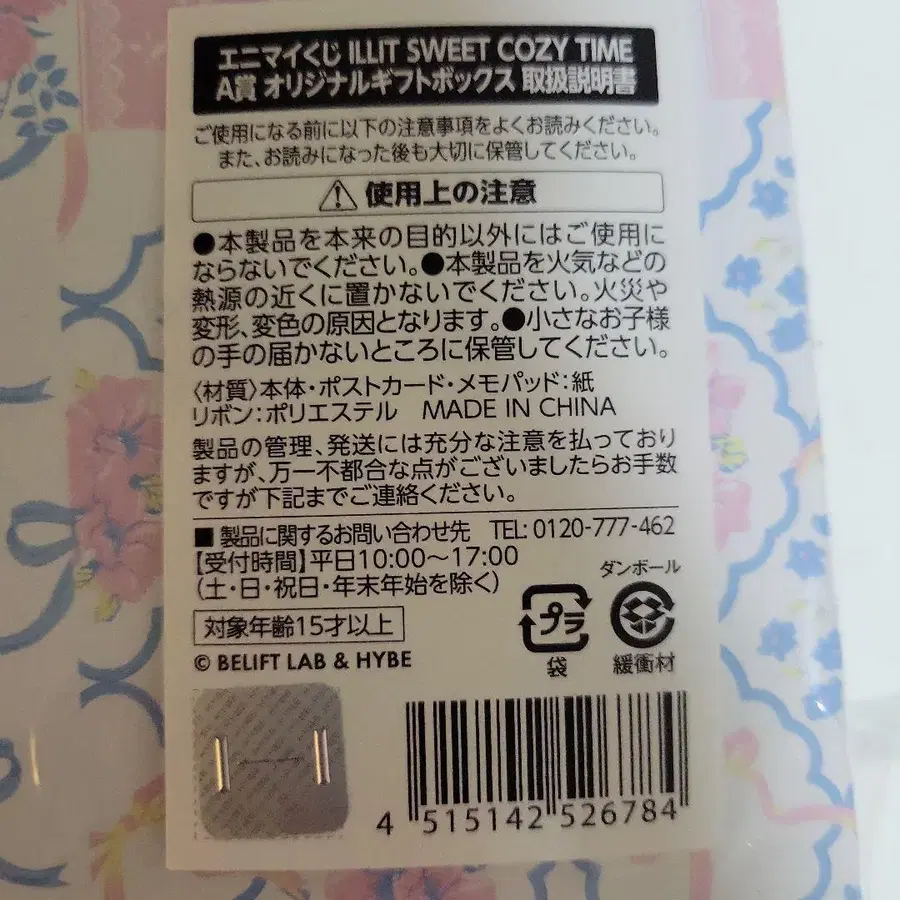 エニマイくじ ILLIT SWEET COZY TIME
A賞 オリジナルギフトボックス 取扱説明書
ご使用になる前に以下の注意事項をよくお読みください。
また、お読みになった後も大切に保管してください。
使用上の注意
●本製品を本来の目的以外にはご使用に
ならないでください。●本製品を火気などの
熱源の近くに置かないでください。火災や
変形、変色の原因となります。●小さなお子様
の手の届かないところに保管してください。
〈材質〉本体・ポストカード・メモパッド:紙
リボン:ポリエステル MADE IN CHINA
製品の管理、発送には充分な注意を払っており
ますが、万一不都合な点がございましたらお手数
ですが下記までご連絡ください。
■製品に関するお問い合わせ先 TEL: 0120-777-462
【受付時間】平日10:00～17:00
(土・日・祝日・年末年始を除く)
対象年齢15才以上
© BELIFT LAB & HYBE
プラ
袋
ダンボール
緩衝材
4 515142 526784